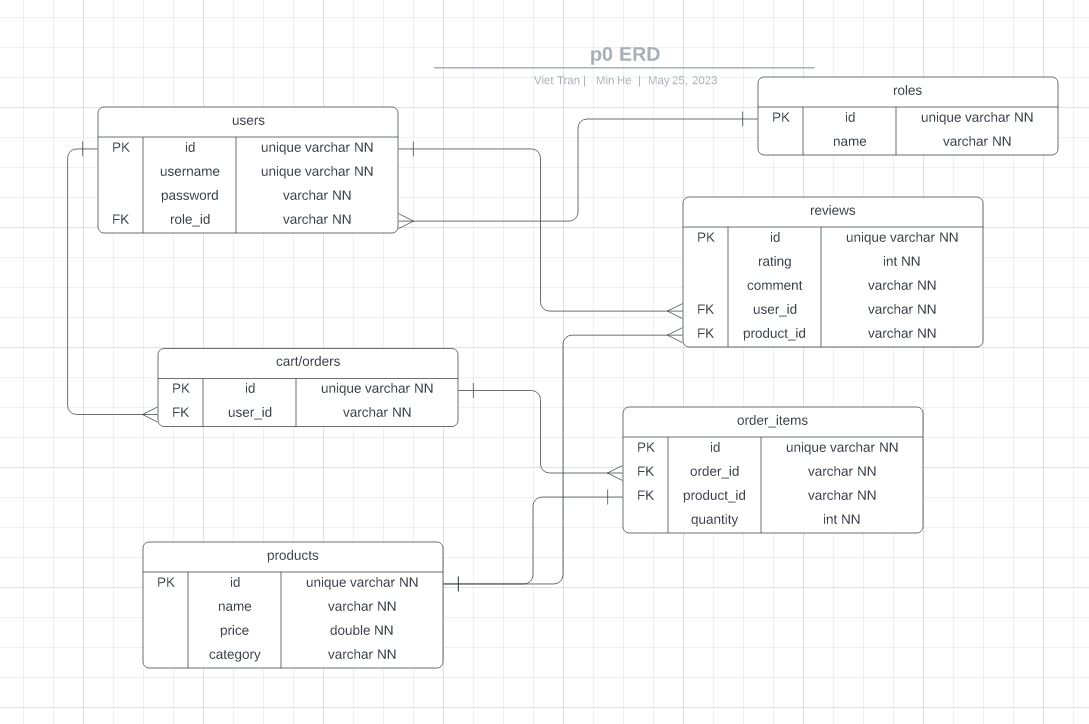 p0 ERD
Viet Tran | Min He | May 25, 2023
users
PK id unique varchar NN
username unique varchar NN
password varchar NN
FK role_id varchar NN
roles
PK id unique varchar NN
name varchar NN
reviews
PK id unique varchar NN
rating int NN
comment varchar NN
FK user_id varchar NN
FK product_id varchar NN
cart/orders
PK id unique varchar NN
FK user_id varchar NN
order_items
PK id unique varchar NN
FK order_id varchar NN
FK product_id varchar NN
quantity int NN
products
PK id unique varchar NN
name varchar NN
price double NN
category varchar NN